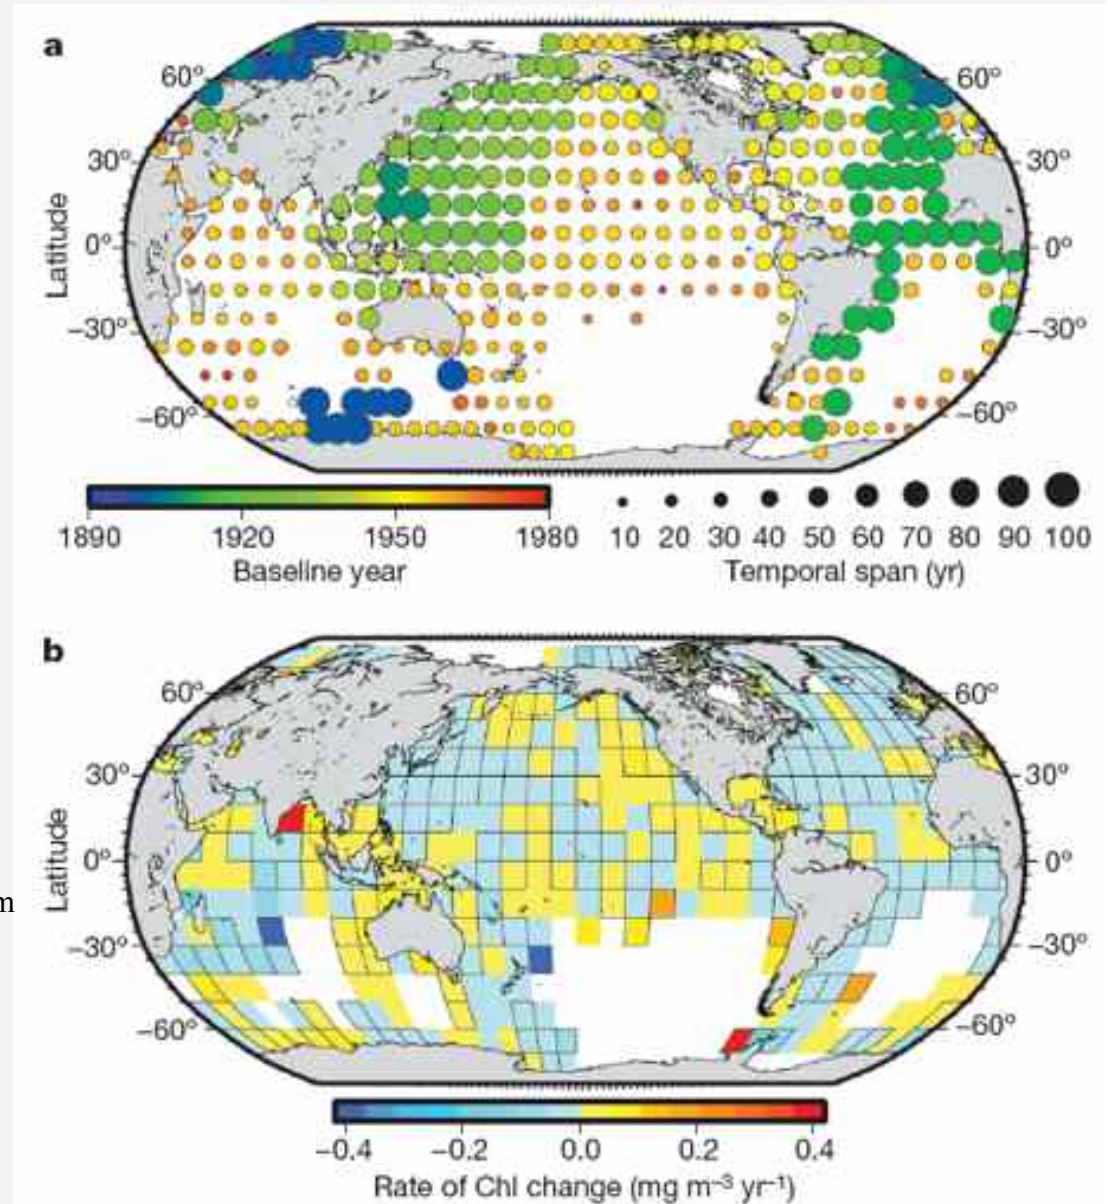 a
60° 60°
30° 30°
0° 0°
−30° −30°
−60° −60°
Latitude
1890 1920 1950 1980
Baseline year
10 20 30 40 50 60 70 80 90 100
Temporal span (yr)
b
60° 60°
30° 30°
0° 0°
m
−30° −30°
−60° −60°
Latitude
−0.4 −0.2 0.0 0.2 0.4
Rate of Chl change (mg m⁻³ yr⁻¹)